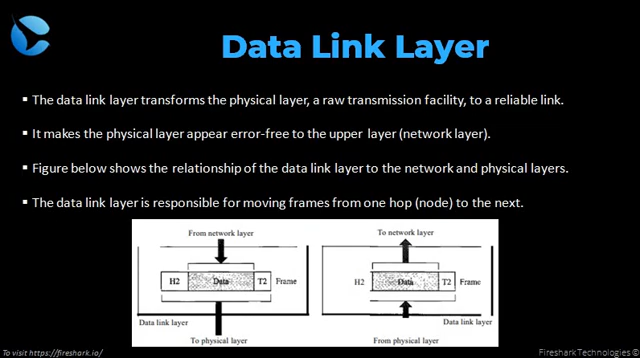 Data Link Layer
▪ The data link layer transforms the physical layer, a raw transmission facility, to a reliable link.
▪ It makes the physical layer appear error-free to the upper layer (network layer).
▪ Figure below shows the relationship of the data link layer to the network and physical layers.
▪ The data link layer is responsible for moving frames from one hop (node) to the next.
From network layer
H2 Data T2 Frame
Data link layer
To physical layer
To network layer
H2 Data T2 Frame
Data link layer
From physical layer
To visit https://fireshark.io/
Fireshark Technologies ©